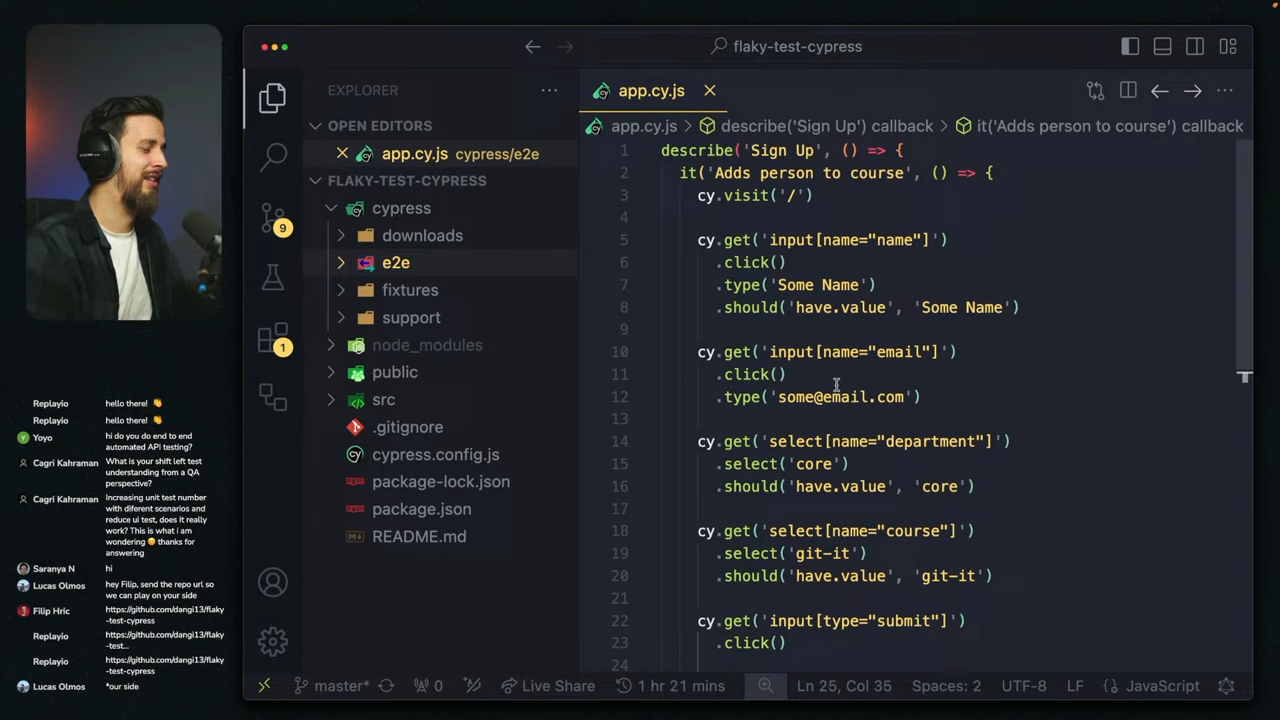 flaky-test-cypress
EXPLORER
OPEN EDITORS
app.cy.js cypress/e2e
FLAKY-TEST-CYPRESS
cypress
downloads
e2e
fixtures
support
node_modules
public
src
.gitignore
cypress.config.js
package-lock.json
package.json
README.md
9
1
app.cy.js
app.cy.js > describe('Sign Up') callback > it('Adds person to course') callback
1 describe('Sign Up', () => {
2 it('Adds person to course', () => {
3 cy.visit('/')
4
5 cy.get('input[name="name"]')
6 .click()
7 .type('Some Name')
8 .should('have.value', 'Some Name')
9
10 cy.get('input[name="email"]')
11 .click()
12 .type('some@email.com')
13
14 cy.get('select[name="department"]')
15 .select('core')
16 .should('have.value', 'core')
17
18 cy.get('select[name="course"]')
19 .select('git-it')
20 .should('have.value', 'git-it')
21
22 cy.get('input[type="submit"]')
23 .click()
24
master* 0 Live Share 1 hr 21 mins Ln 25, Col 35 Spaces: 2 UTF-8 LF JavaScript
Replayio hello there! 👋
Replayio hello there! 👋
Y Yoyo hi do you do end to end
automated API testing?
Cagri Kahraman What is your shift left test
understanding from a QA
perspective?
Cagri Kahraman Increasing unit test number
with diferent scenarios and
reduce ui test, does it really
work? This is what i am
wondering 😊 thanks for
answering
Saranya N hi
Lucas Olmos hey Filip, send the repo url so
we can play on your side
Filip Hric https://github.com/dangi13/flaky
-test-cypress
Replayio https://github.com/dangi13/flaky
-test...
Replayio https://github.com/dangi13/flaky
-test-cypress
Lucas Olmos *our side